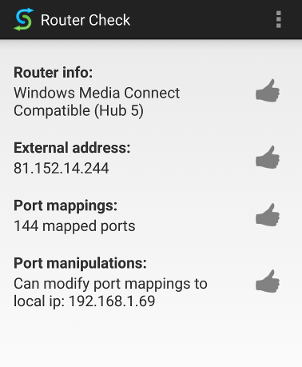 Router Check
Router info:
Windows Media Connect
Compatible (Hub 5)
External address:
81.152.14.244
Port mappings:
144 mapped ports
Port manipulations:
Can modify port mappings to
local ip: 192.168.1.69